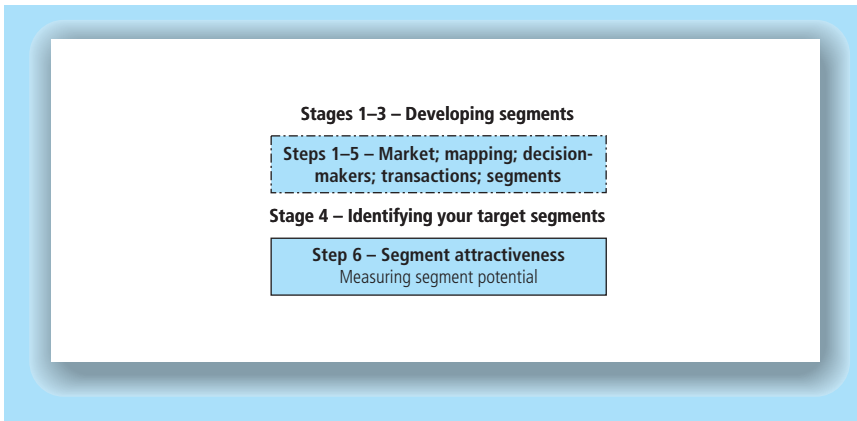 Stages 1–3 – Developing segments
Steps 1–5 – Market; mapping; decision-
makers; transactions; segments
Stage 4 – Identifying your target segments
Step 6 – Segment attractiveness
Measuring segment potential